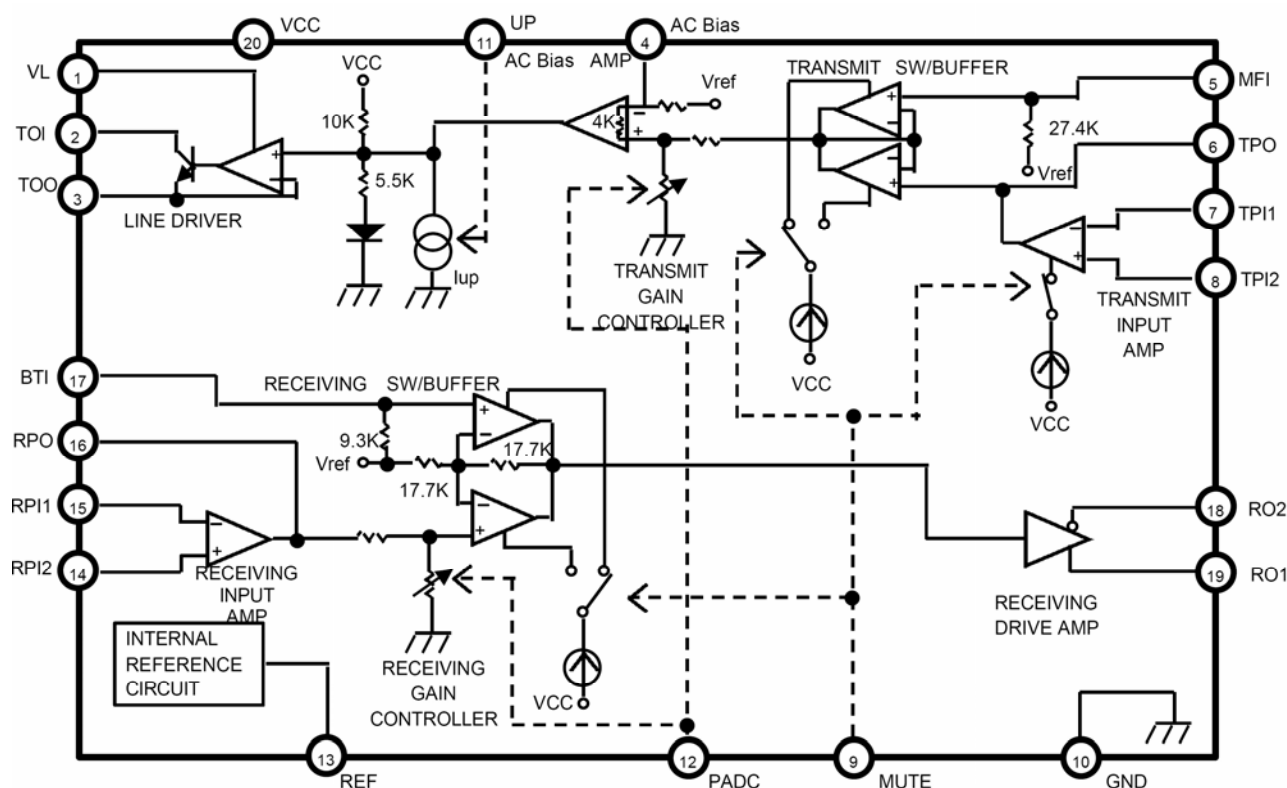 20 VCC
11 UP
4 AC Bias
AC Bias AMP
VL 1
VCC
Vref
TRANSMIT SW/BUFFER
5 MFI
+
−
10K
4K
−
+
27.4K
TOI 2
+
−
−
+
6 TPO
Vref
5.5K
TOO 3
LINE DRIVER
7 TPI1
−
+
Iup
TRANSMIT
GAIN
CONTROLLER
8 TPI2
TRANSMIT
INPUT
AMP
VCC
VCC
BTI 17
RECEIVING SW/BUFFER
+
−
RPO 16
9.3K
17.7K
Vref
17.7K
RPI1 15
−
+
−
+
18 RO2
RPI2 14
RECEIVING
INPUT
AMP
19 RO1
RECEIVING
DRIVE AMP
INTERNAL
REFERENCE
CIRCUIT
RECEIVING
GAIN
CONTROLLER
VCC
13 REF
12 PADC
9 MUTE
10 GND